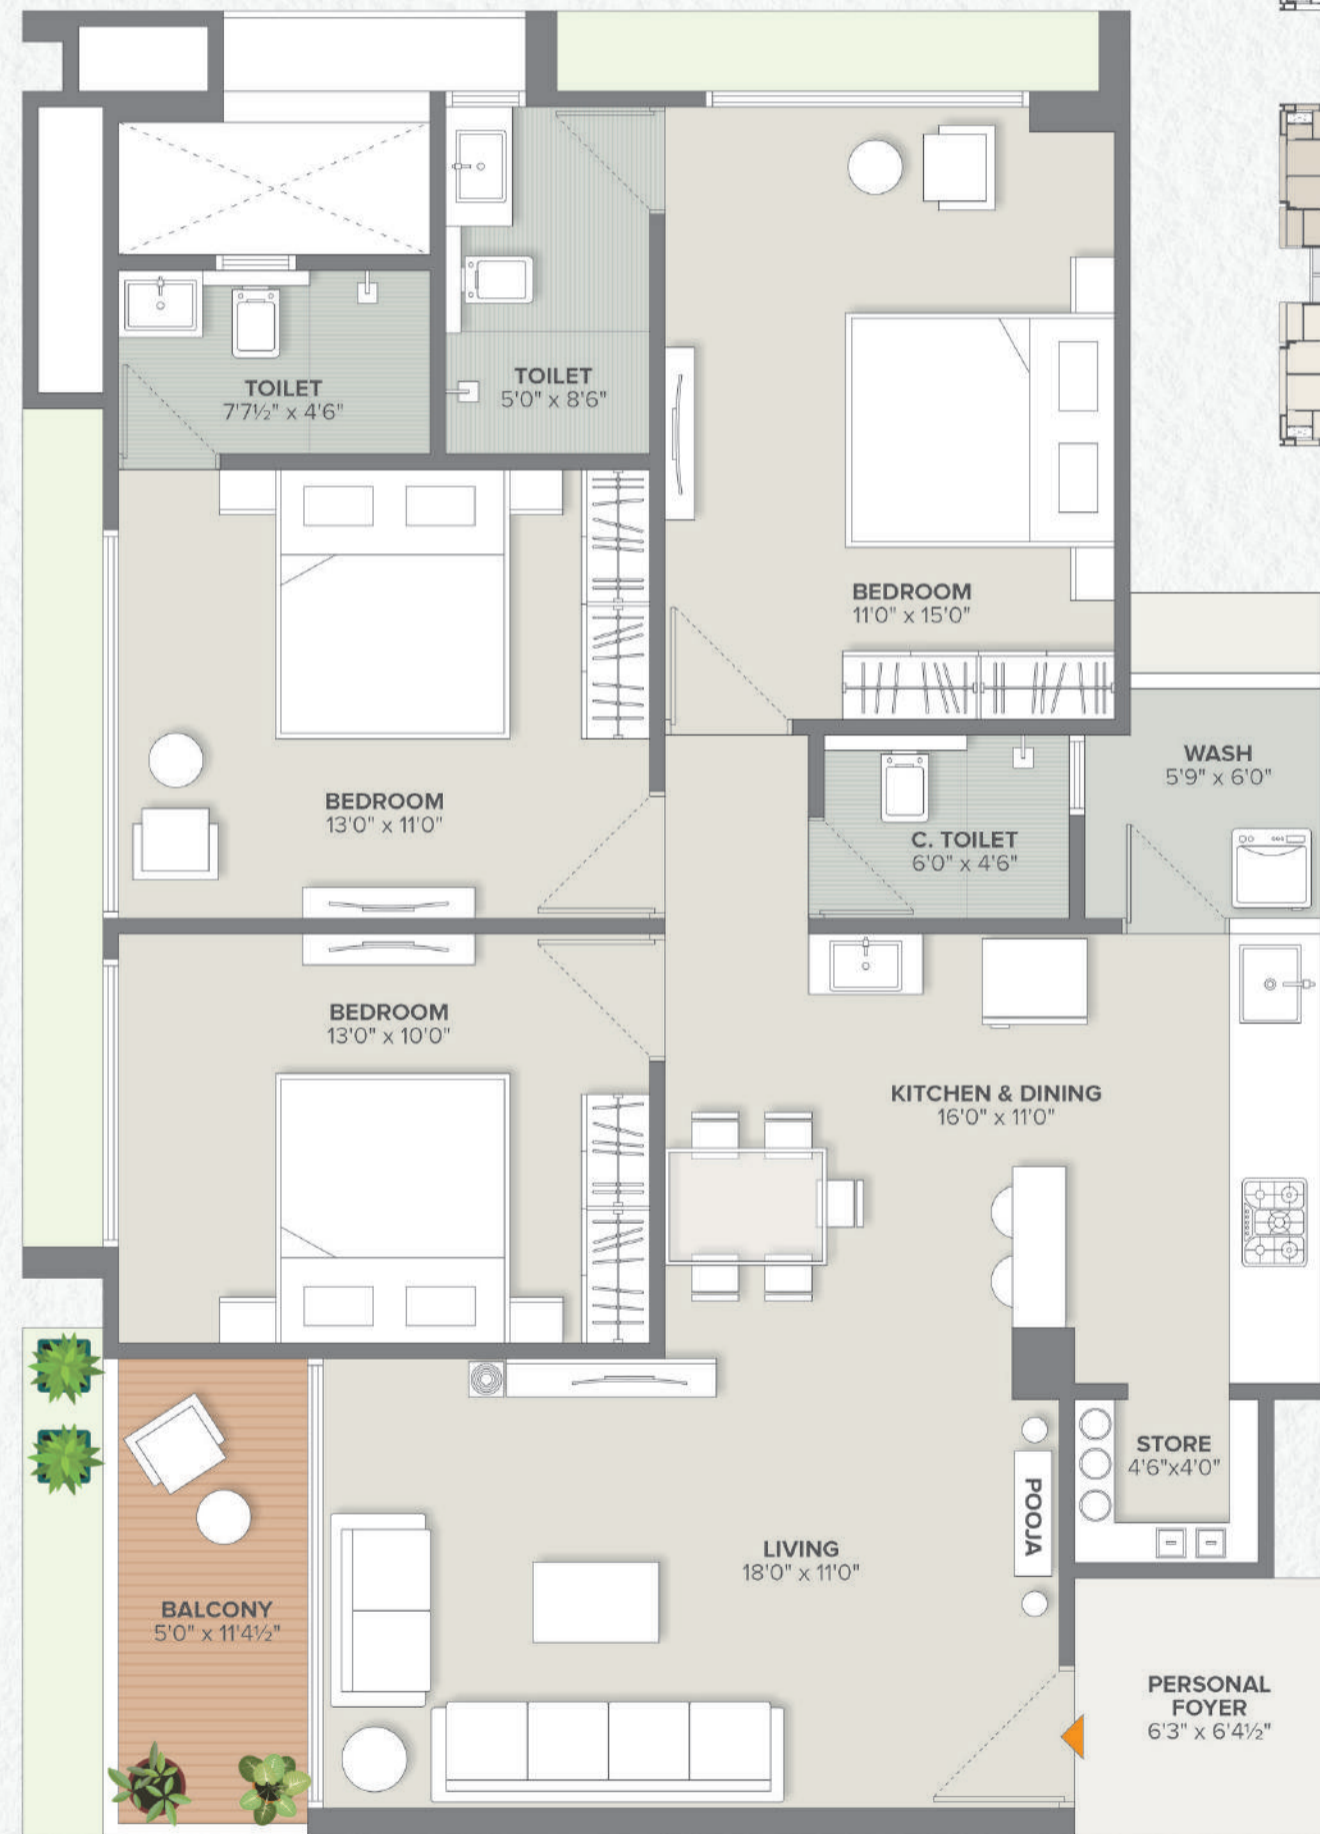 TOILET
7'7½" x 4'6"
TOILET
5'0" x 8'6"
BEDROOM
11'0" x 15'0"
WASH
5'9" x 6'0"
BEDROOM
13'0" x 11'0"
C. TOILET
6'0" x 4'6"
BEDROOM
13'0" x 10'0"
KITCHEN & DINING
16'0" x 11'0"
STORE
4'6"x4'0"
POOJA
LIVING
18'0" x 11'0"
BALCONY
5'0" x 11'4½"
PERSONAL
FOYER
6'3" x 6'4½"